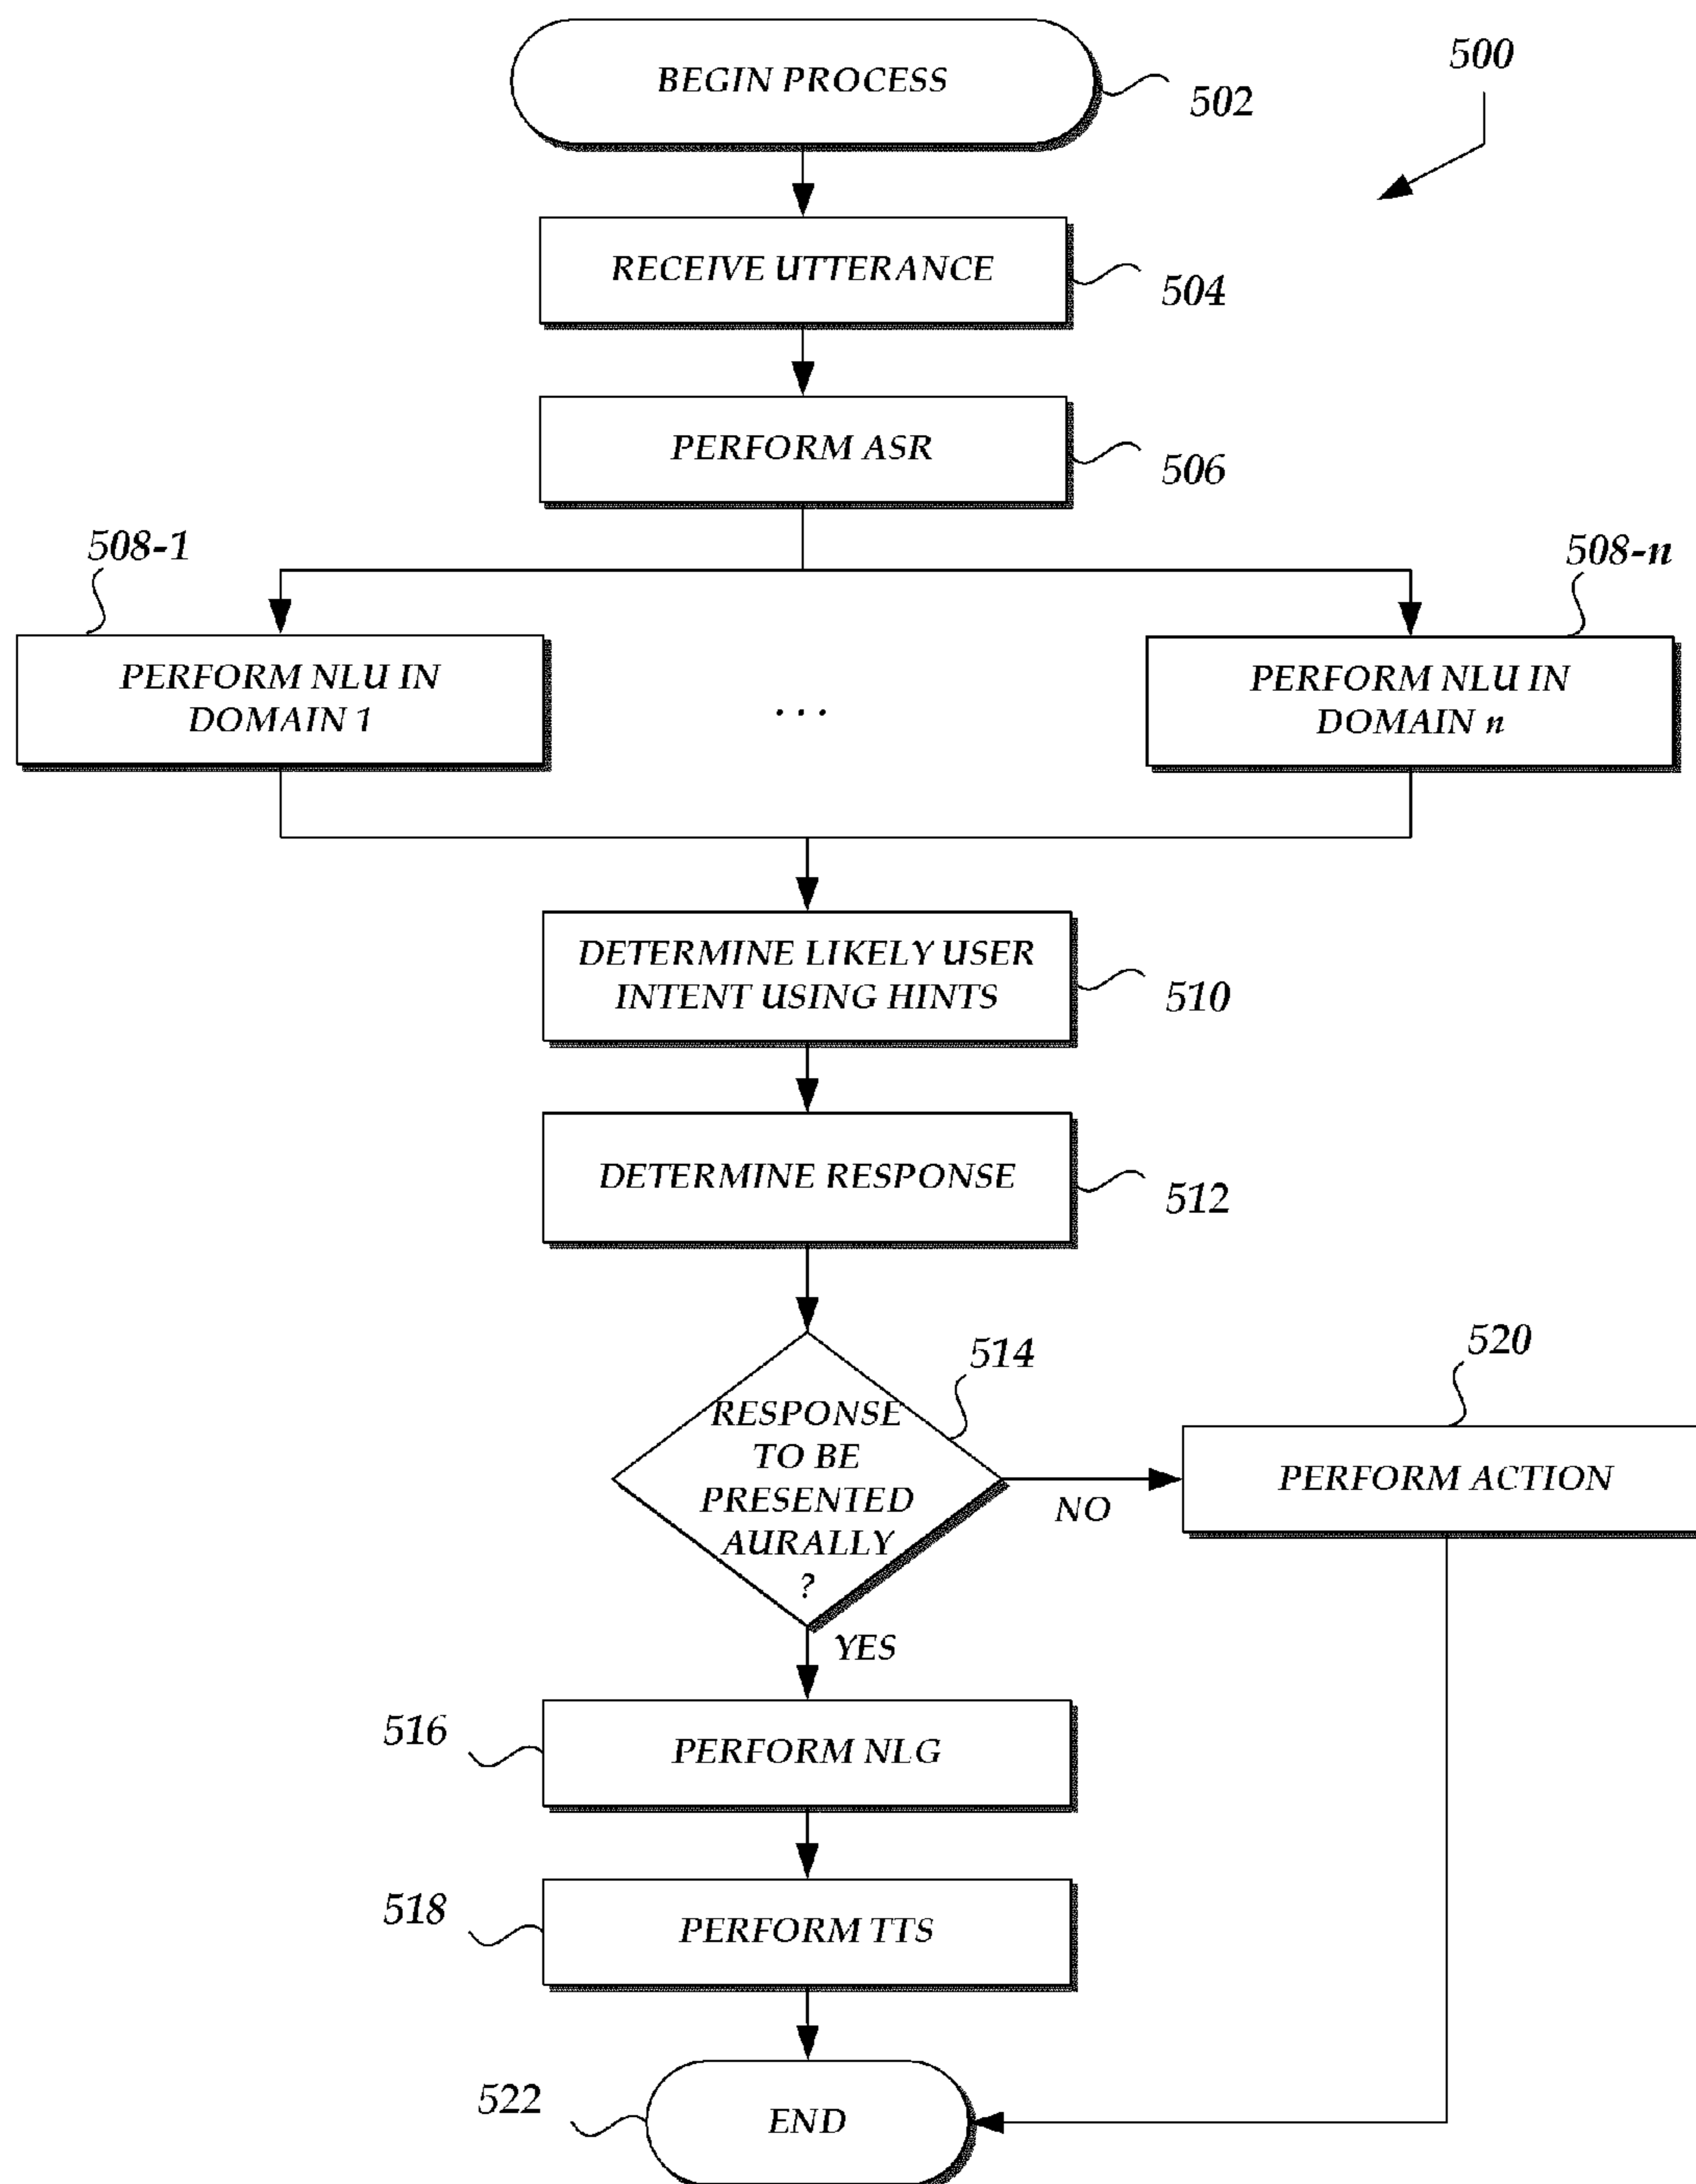 BEGIN PROCESS
502
500
RECEIVE UTTERANCE
504
PERFORM ASR
506
508-1
508-n
PERFORM NLU IN
DOMAIN 1
...
PERFORM NLU IN
DOMAIN n
DETERMINE LIKELY USER
INTENT USING HINTS
510
DETERMINE RESPONSE
512
514
RESPONSE
TO BE
PRESENTED
AURALLY
?
NO
520
PERFORM ACTION
YES
516
PERFORM NLG
518
PERFORM TTS
522
END